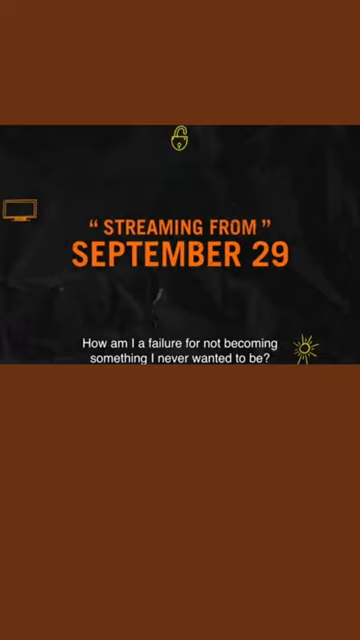 “ STREAMING FROM ”
SEPTEMBER 29
How am I a failure for not becoming
something I never wanted to be?